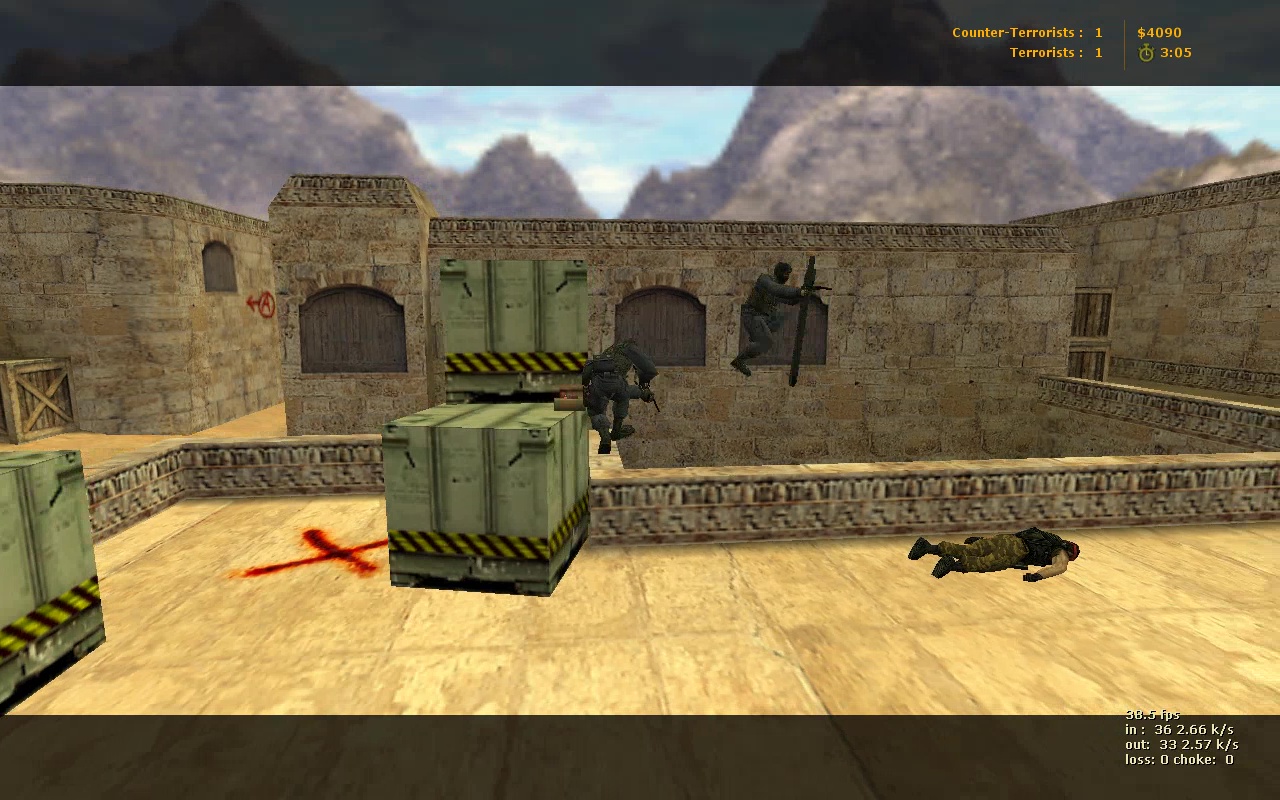 Counter-Terrorists : 1
Terrorists : 1
$4090
3:05
A
38.5 fps
in : 36 2.66 k/s
out: 33 2.57 k/s
loss: 0 choke: 0